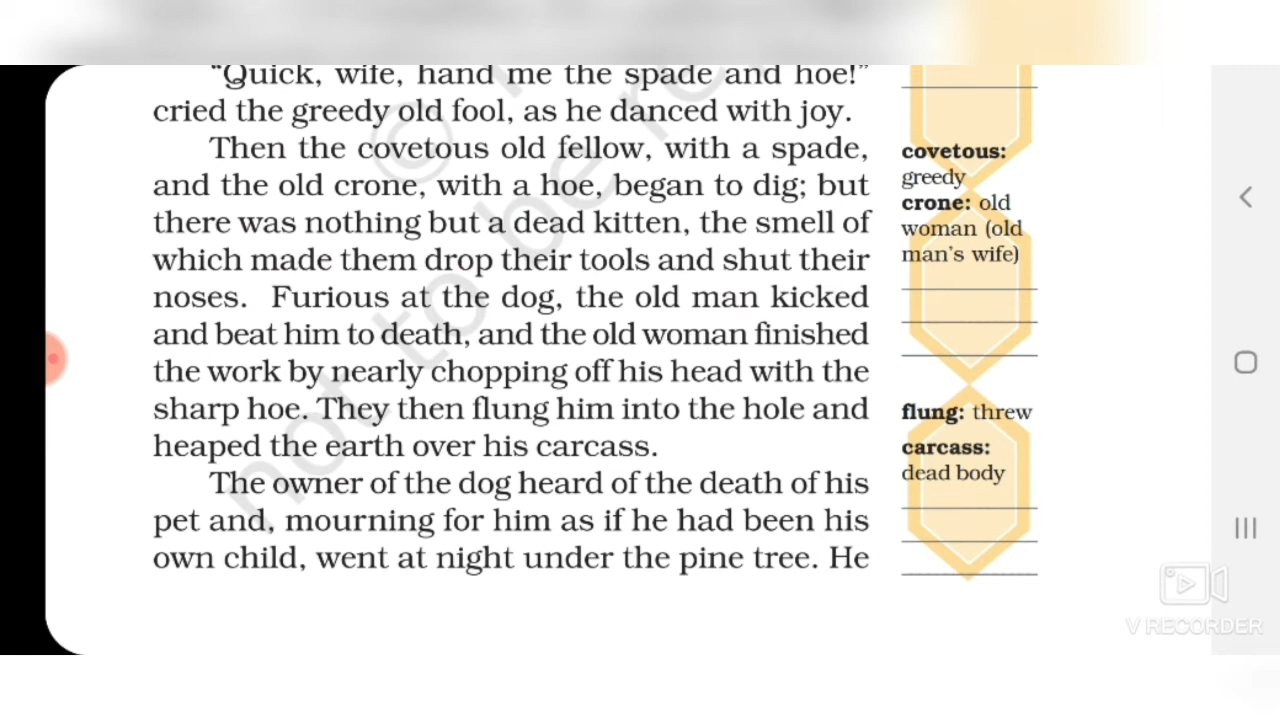 "Quick, wife, hand me the spade and hoe!"
cried the greedy old fool, as he danced with joy.
Then the covetous old fellow, with a spade,
and the old crone, with a hoe, began to dig; but
there was nothing but a dead kitten, the smell of
which made them drop their tools and shut their
noses. Furious at the dog, the old man kicked
and beat him to death, and the old woman finished
the work by nearly chopping off his head with the
sharp hoe. They then flung him into the hole and
heaped the earth over his carcass.
The owner of the dog heard of the death of his
pet and, mourning for him as if he had been his
own child, went at night under the pine tree. He
covetous:
greedy
crone: old
woman (old
man's wife)
flung: threw
carcass:
dead body
©
not to be re
V RECORDER